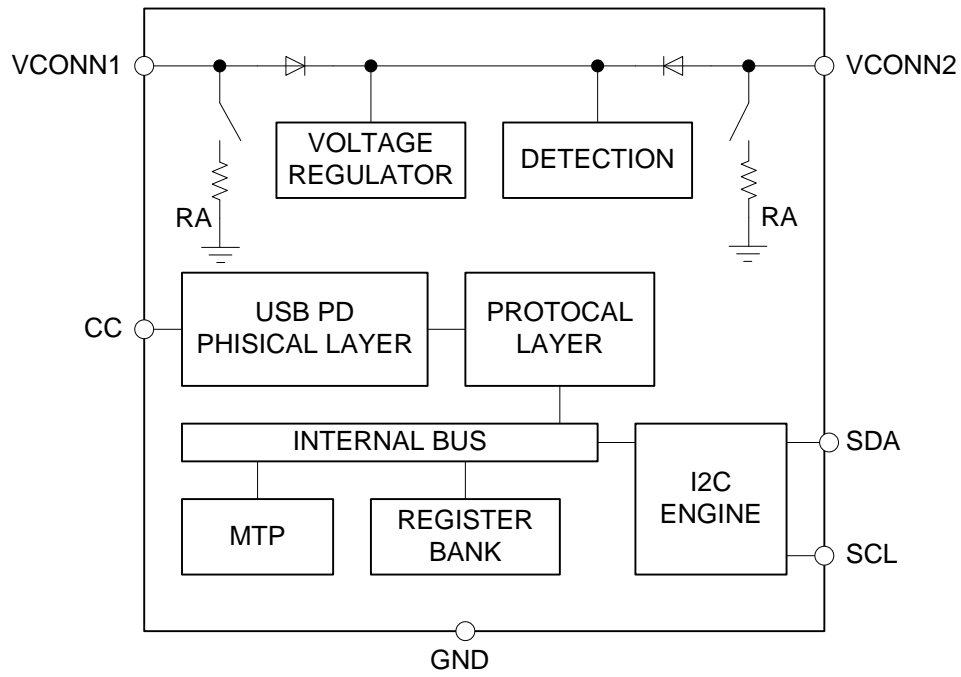 VCONN1
VCONN2
VOLTAGE
REGULATOR
DETECTION
RA
RA
CC
USB PD
PHISICAL LAYER
PROTOCAL
LAYER
INTERNAL BUS
SDA
I2C
ENGINE
MTP
REGISTER
BANK
SCL
GND